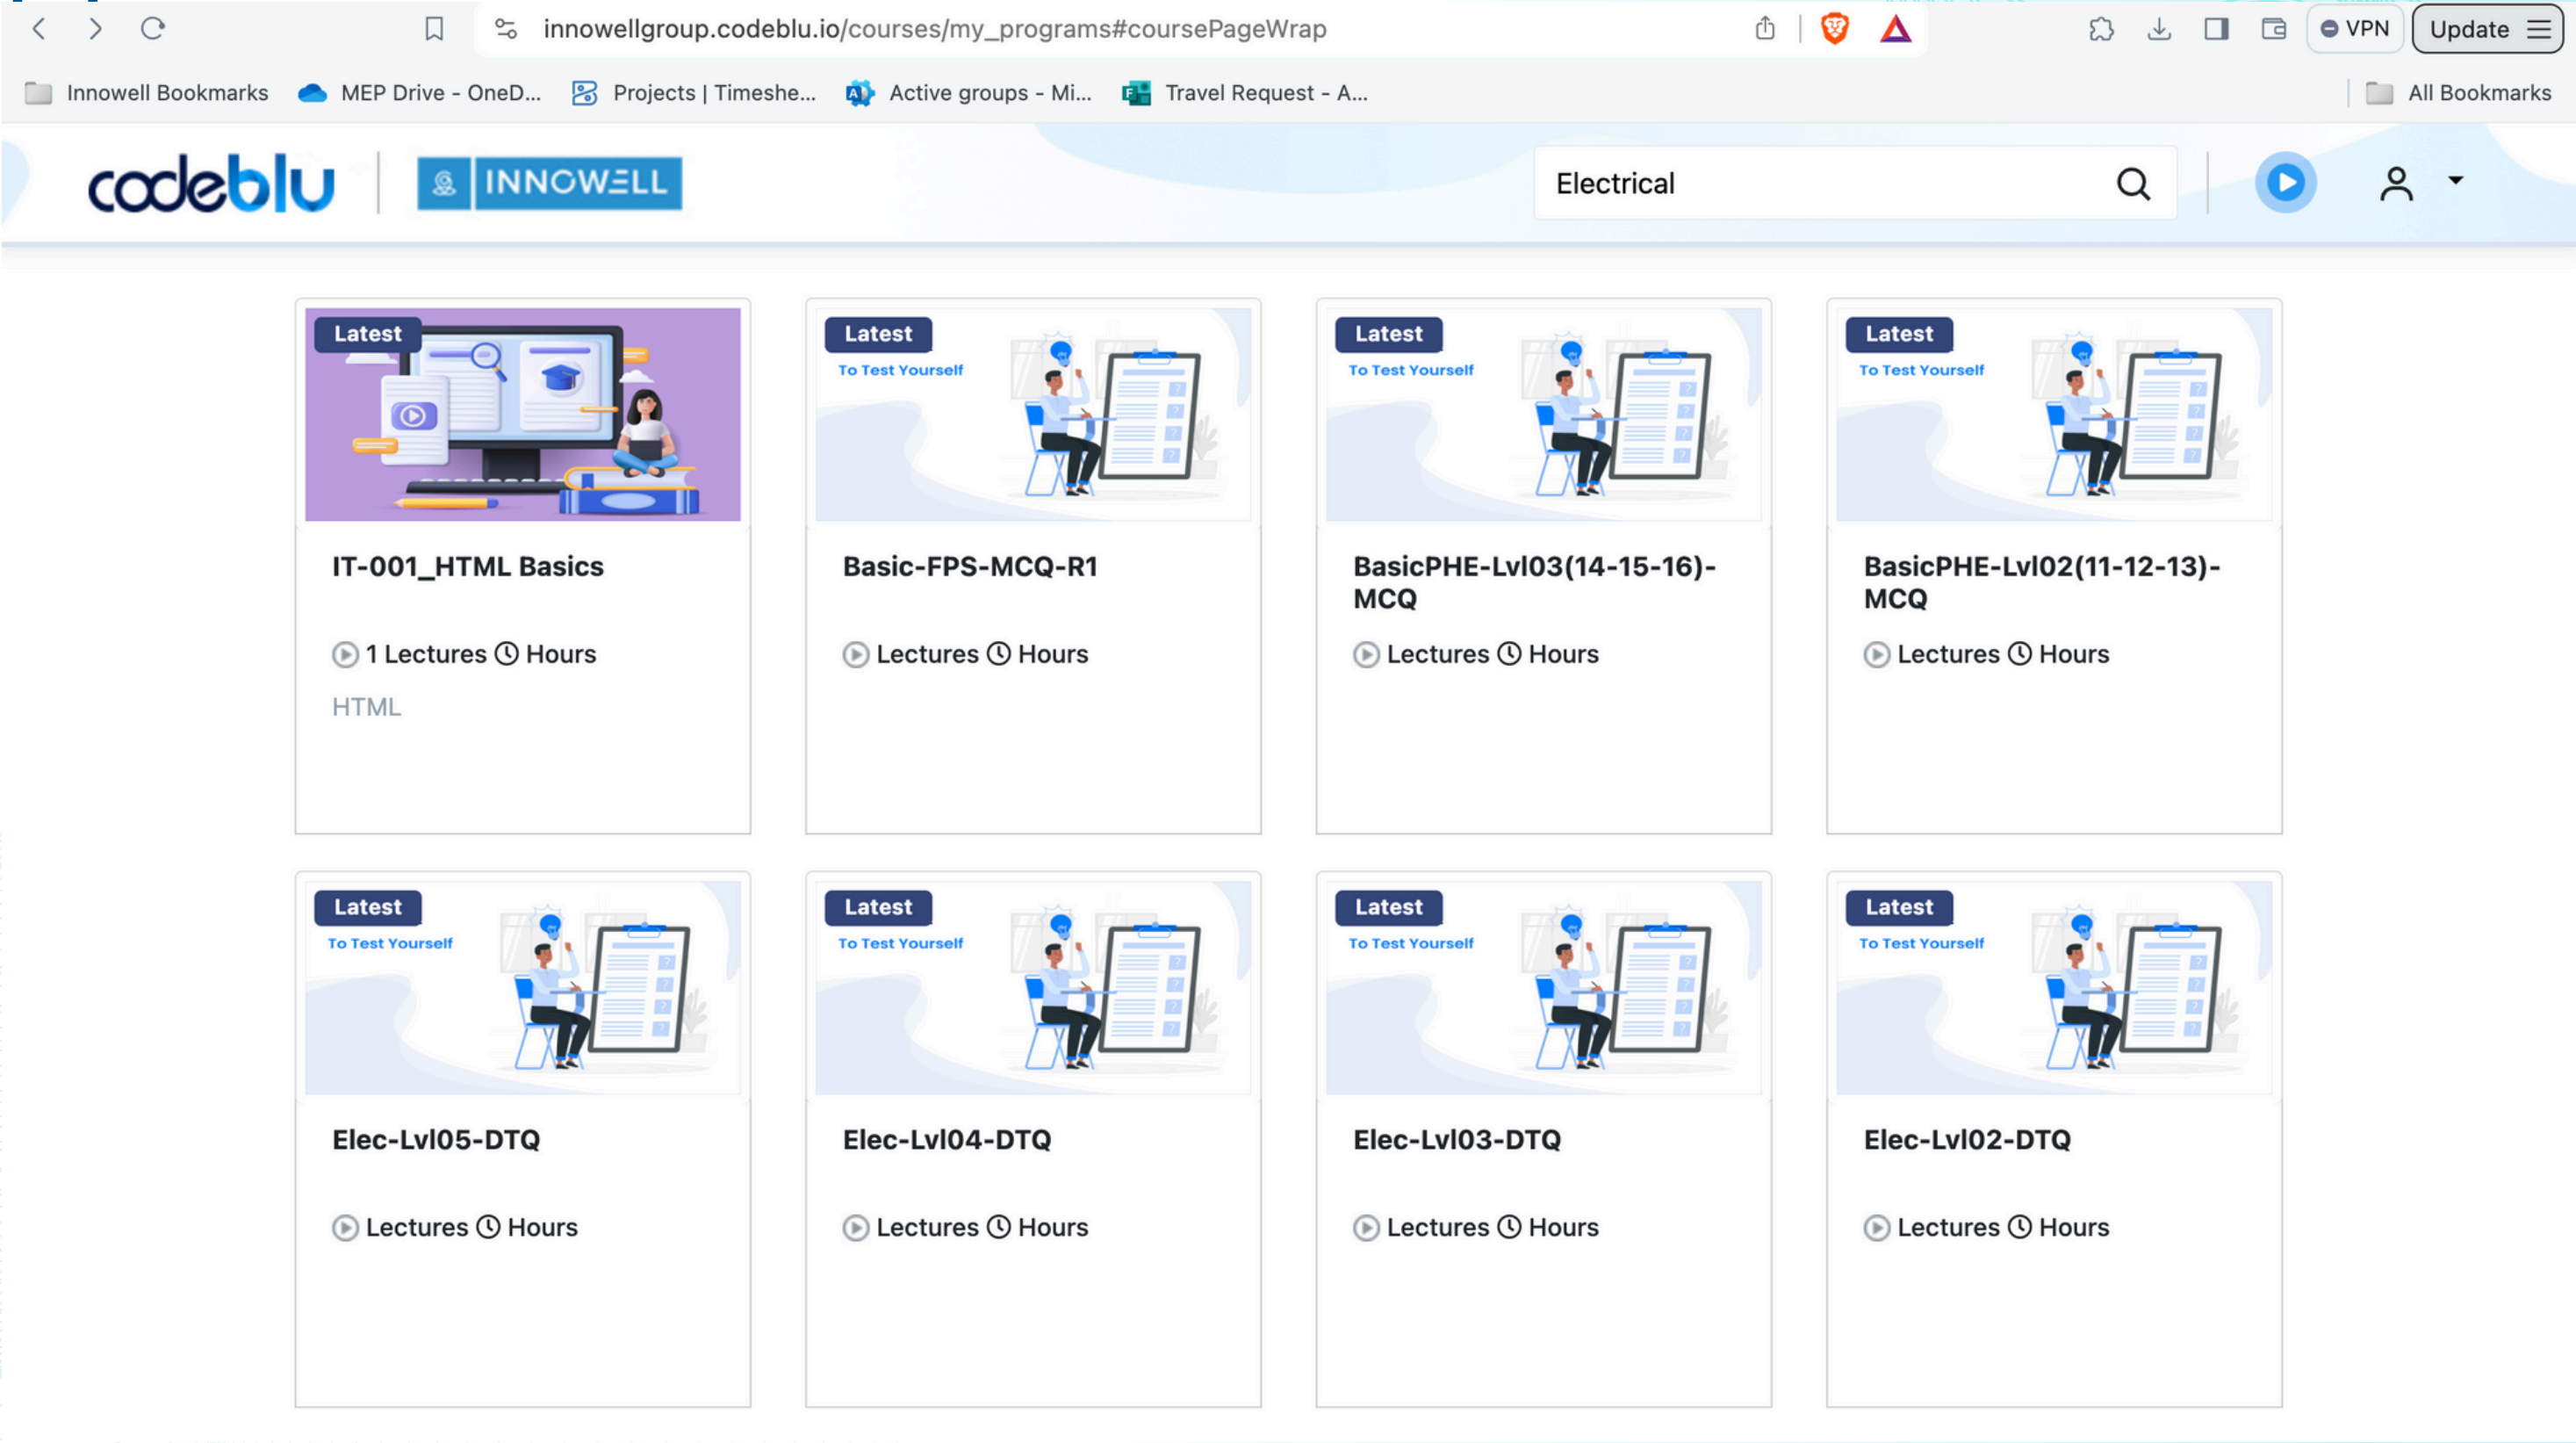 innowellgroup.codeblu.io/courses/my_programs#coursePageWrap
VPN
Update
Innowell Bookmarks
MEP Drive - OneD...
Projects | Timeshe...
Active groups - Mi...
Travel Request - A...
All Bookmarks
codeblu
INNOWELL
Electrical
Latest
To Test Yourself
IT-001_HTML Basics
1 Lectures Hours
HTML
Latest
To Test Yourself
Basic-FPS-MCQ-R1
Lectures Hours
Latest
To Test Yourself
BasicPHE-Lvl03(14-15-16)-
MCQ
Lectures Hours
Latest
BasicPHE-Lvl02(11-12-13)-
MCQ
Lectures Hours
Latest
To Test Yourself
Elec-Lvl05-DTQ
Lectures Hours
Latest
To Test Yourself
Elec-Lvl04-DTQ
Lectures Hours
Latest
To Test Yourself
Elec-Lvl03-DTQ
Lectures Hours
Latest
To Test Yourself
Elec-Lvl02-DTQ
Lectures Hours